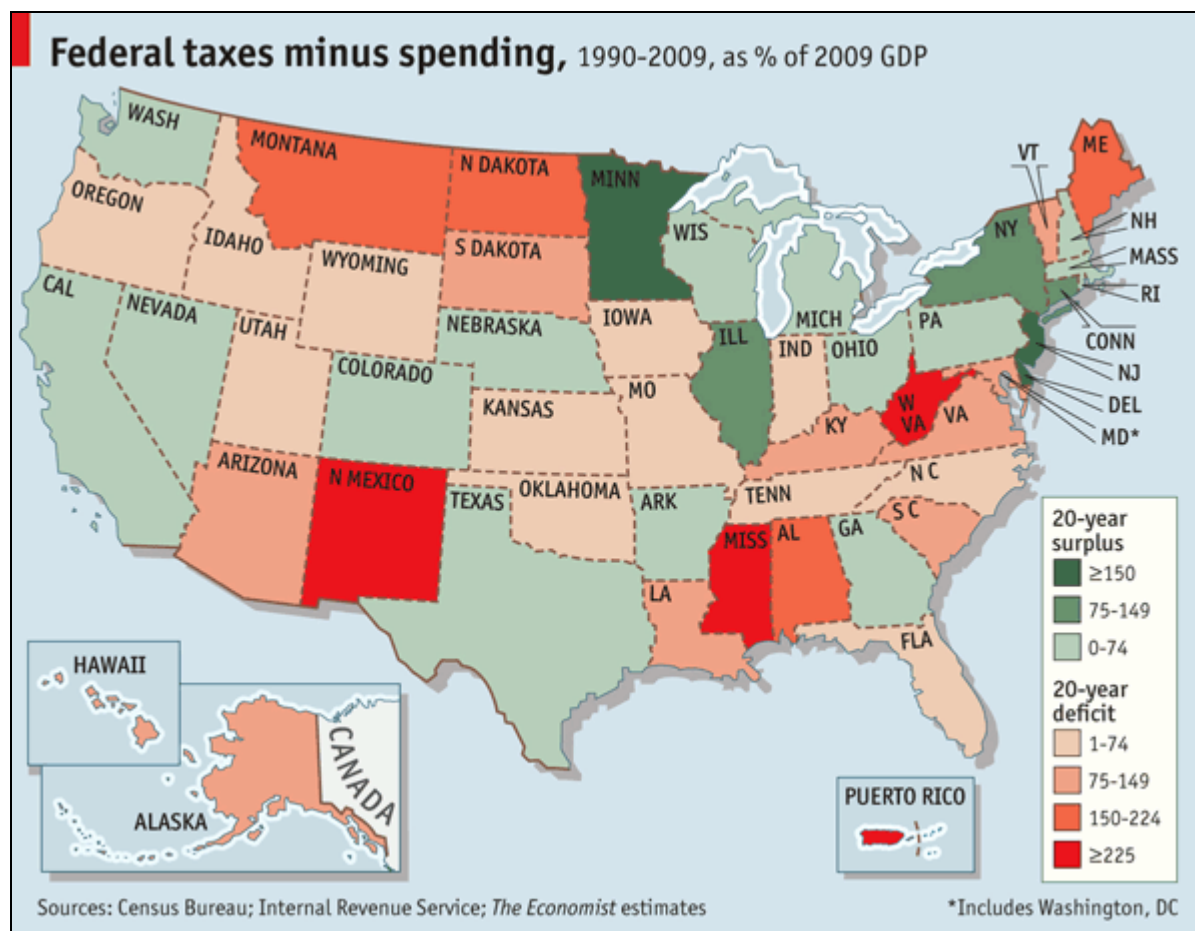 Federal taxes minus spending, 1990-2009, as % of 2009 GDP
WASH
MONTANA
N DAKOTA
MINN
VT
ME
OREGON
IDAHO
WYOMING
S DAKOTA
WIS
NY
NH
MASS
RI
CAL
NEVADA
UTAH
NEBRASKA
IOWA
MICH
PA
CONN
COLORADO
ILL
IND
OHIO
NJ
KANSAS
MO
W
VA
VA
DEL
KY
MD*
ARIZONA
N MEXICO
OKLAHOMA
TENN
N C
TEXAS
ARK
S C
MISS
AL
GA
LA
FLA
20-year
surplus
≥150
75-149
0-74
20-year
deficit
1-74
75-149
150-224
≥225
HAWAII
CANADA
ALASKA
PUERTO RICO
Sources: Census Bureau; Internal Revenue Service; The Economist estimates
*Includes Washington, DC